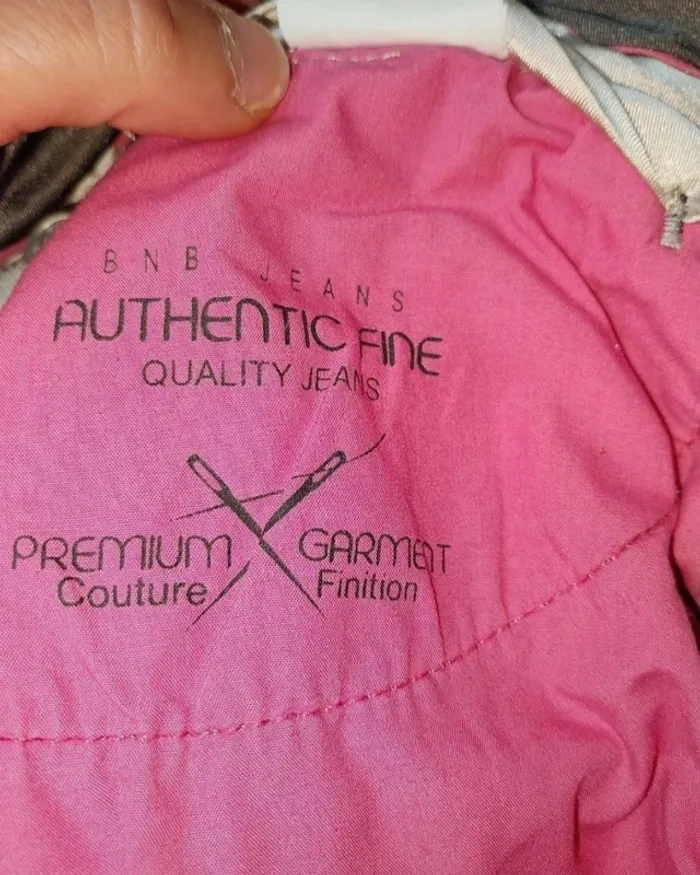 BNB JEANS
AUTHENTIC FINE
QUALITY JEANS
PREMIUM GARMENT
Couture Finition